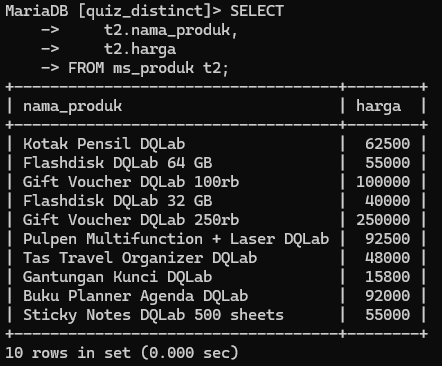 MariaDB [quiz_distinct]> SELECT
    ->     t2.nama_produk,
    ->     t2.harga
    -> FROM ms_produk t2;
+-----------------------------------+--------+
| nama_produk                       | harga  |
+-----------------------------------+--------+
| Kotak Pensil DQLab                |  62500 |
| Flashdisk DQLab 64 GB             |  55000 |
| Gift Voucher DQLab 100rb          | 100000 |
| Flashdisk DQLab 32 GB             |  40000 |
| Gift Voucher DQLab 250rb          | 250000 |
| Pulpen Multifunction + Laser DQLab |  92500 |
| Tas Travel Organizer DQLab        |  48000 |
| Gantungan Kunci DQLab             |  15800 |
| Buku Planner Agenda DQLab         |  92000 |
| Sticky Notes DQLab 500 sheets     |  55000 |
+-----------------------------------+--------+
10 rows in set (0.000 sec)